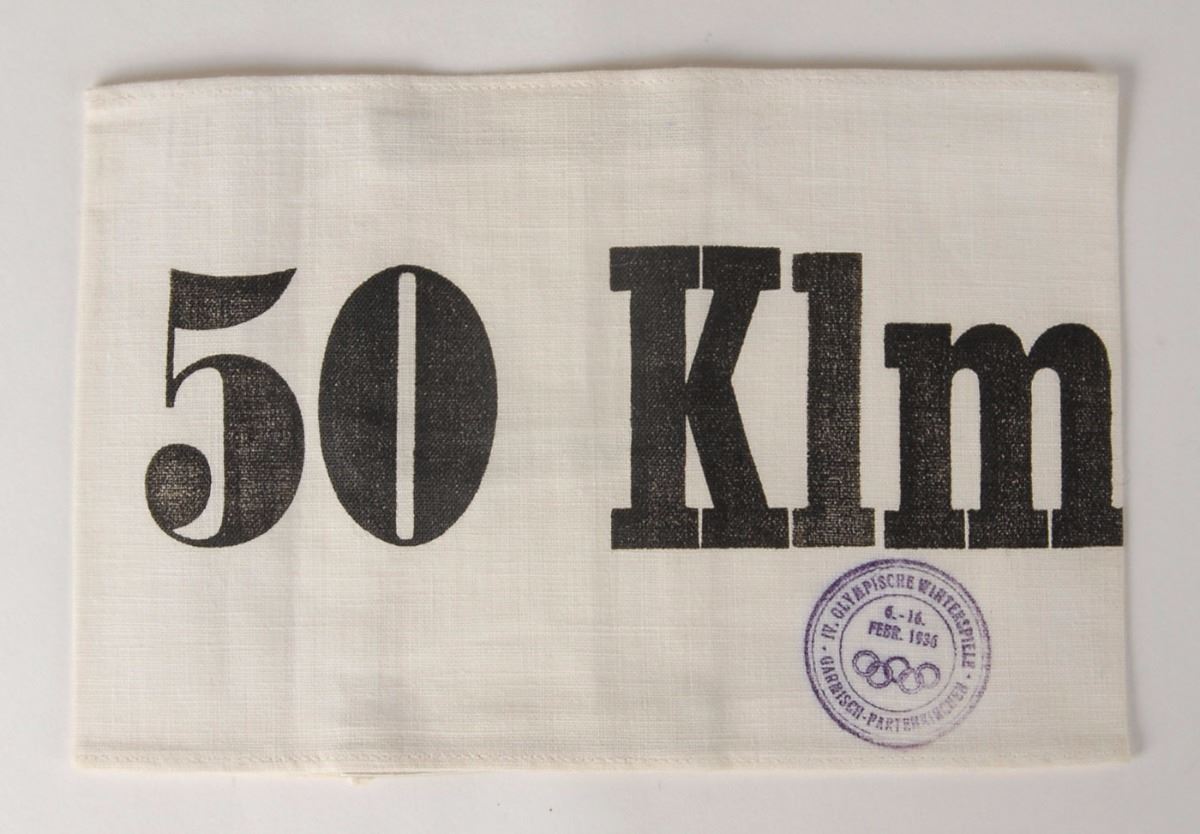 50 Klm
· IV. OLYMPISCHE WINTERSPIELE ·
6.-16.
FEBR. 1936
GARMISCH-PARTENKIRCHEN